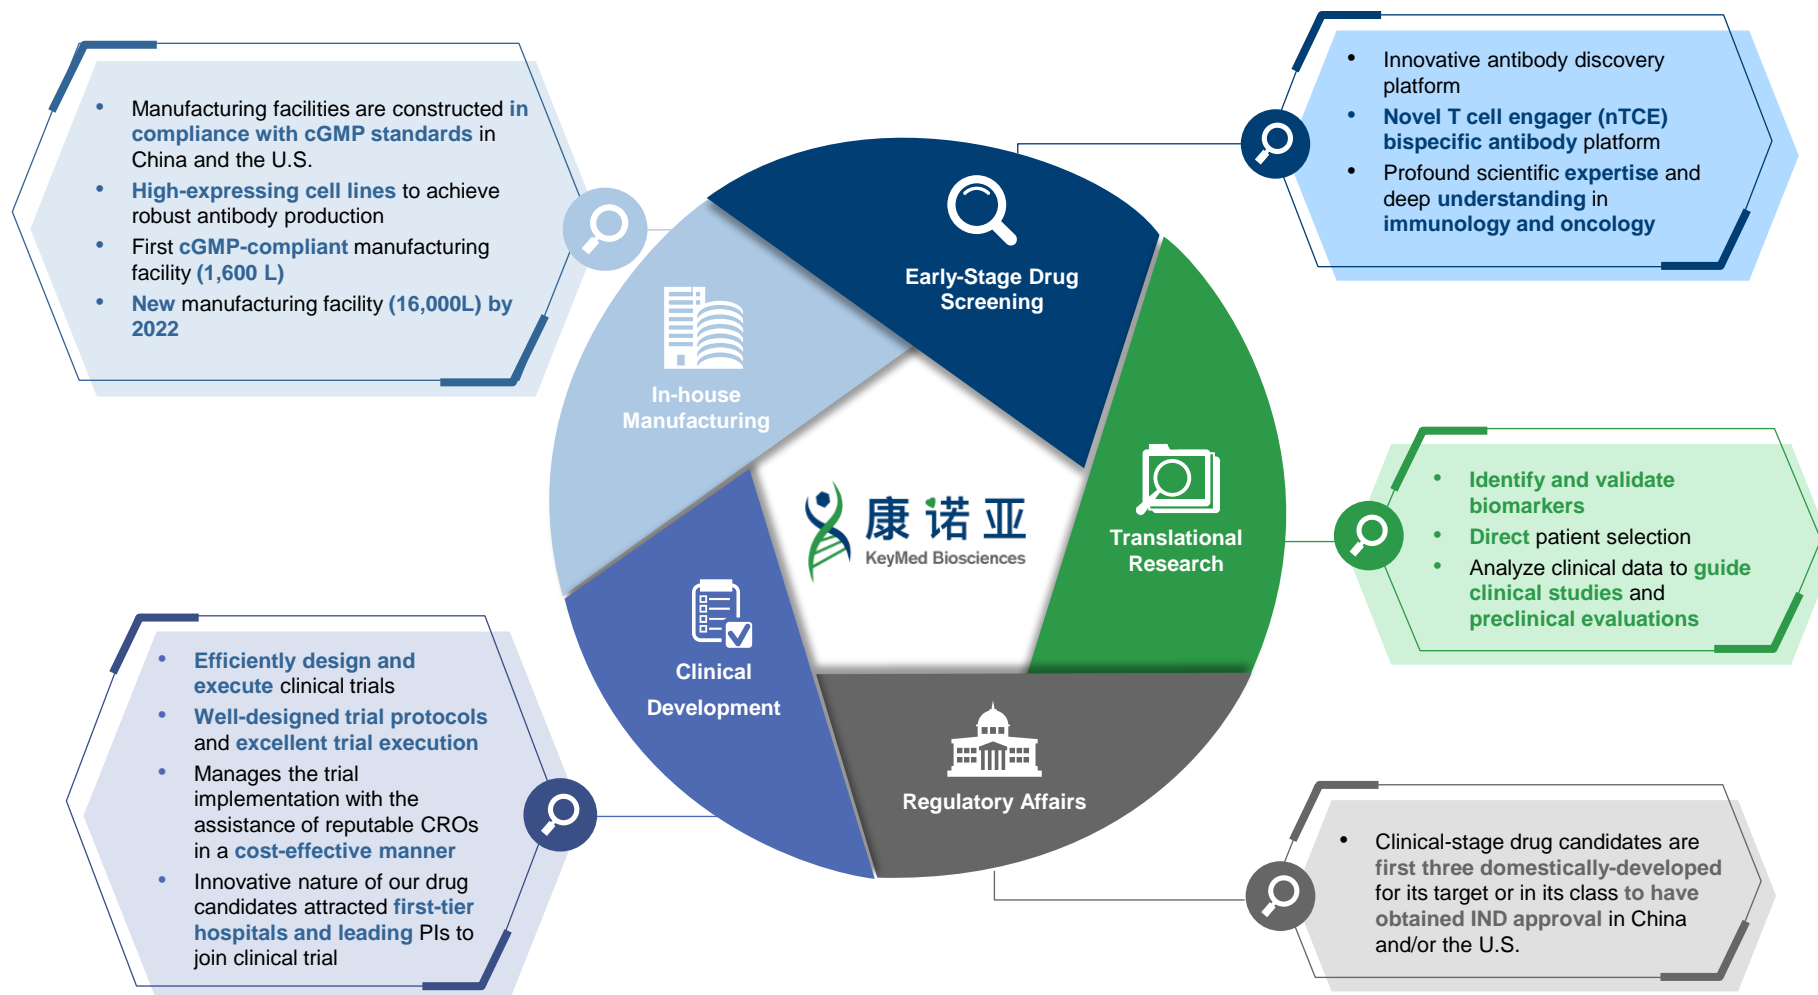 • Manufacturing facilities are constructed in
compliance with cGMP standards in
China and the U.S.
• High-expressing cell lines to achieve
robust antibody production
• First cGMP-compliant manufacturing
facility (1,600 L)
• New manufacturing facility (16,000L) by
2022
• Innovative antibody discovery
platform
• Novel T cell engager (nTCE)
bispecific antibody platform
• Profound scientific expertise and
deep understanding in
immunology and oncology
Early-Stage Drug
Screening
In-house
Manufacturing
康诺亚
KeyMed Biosciences
Translational
Research
• Identify and validate
biomarkers
• Direct patient selection
• Analyze clinical data to guide
clinical studies and
preclinical evaluations
Clinical
Development
Regulatory Affairs
• Efficiently design and
execute clinical trials
• Well-designed trial protocols
and excellent trial execution
• Manages the trial
implementation with the
assistance of reputable CROs
in a cost-effective manner
• Innovative nature of our drug
candidates attracted first-tier
hospitals and leading PIs to
join clinical trial
• Clinical-stage drug candidates are
first three domestically-developed
for its target or in its class to have
obtained IND approval in China
and/or the U.S.